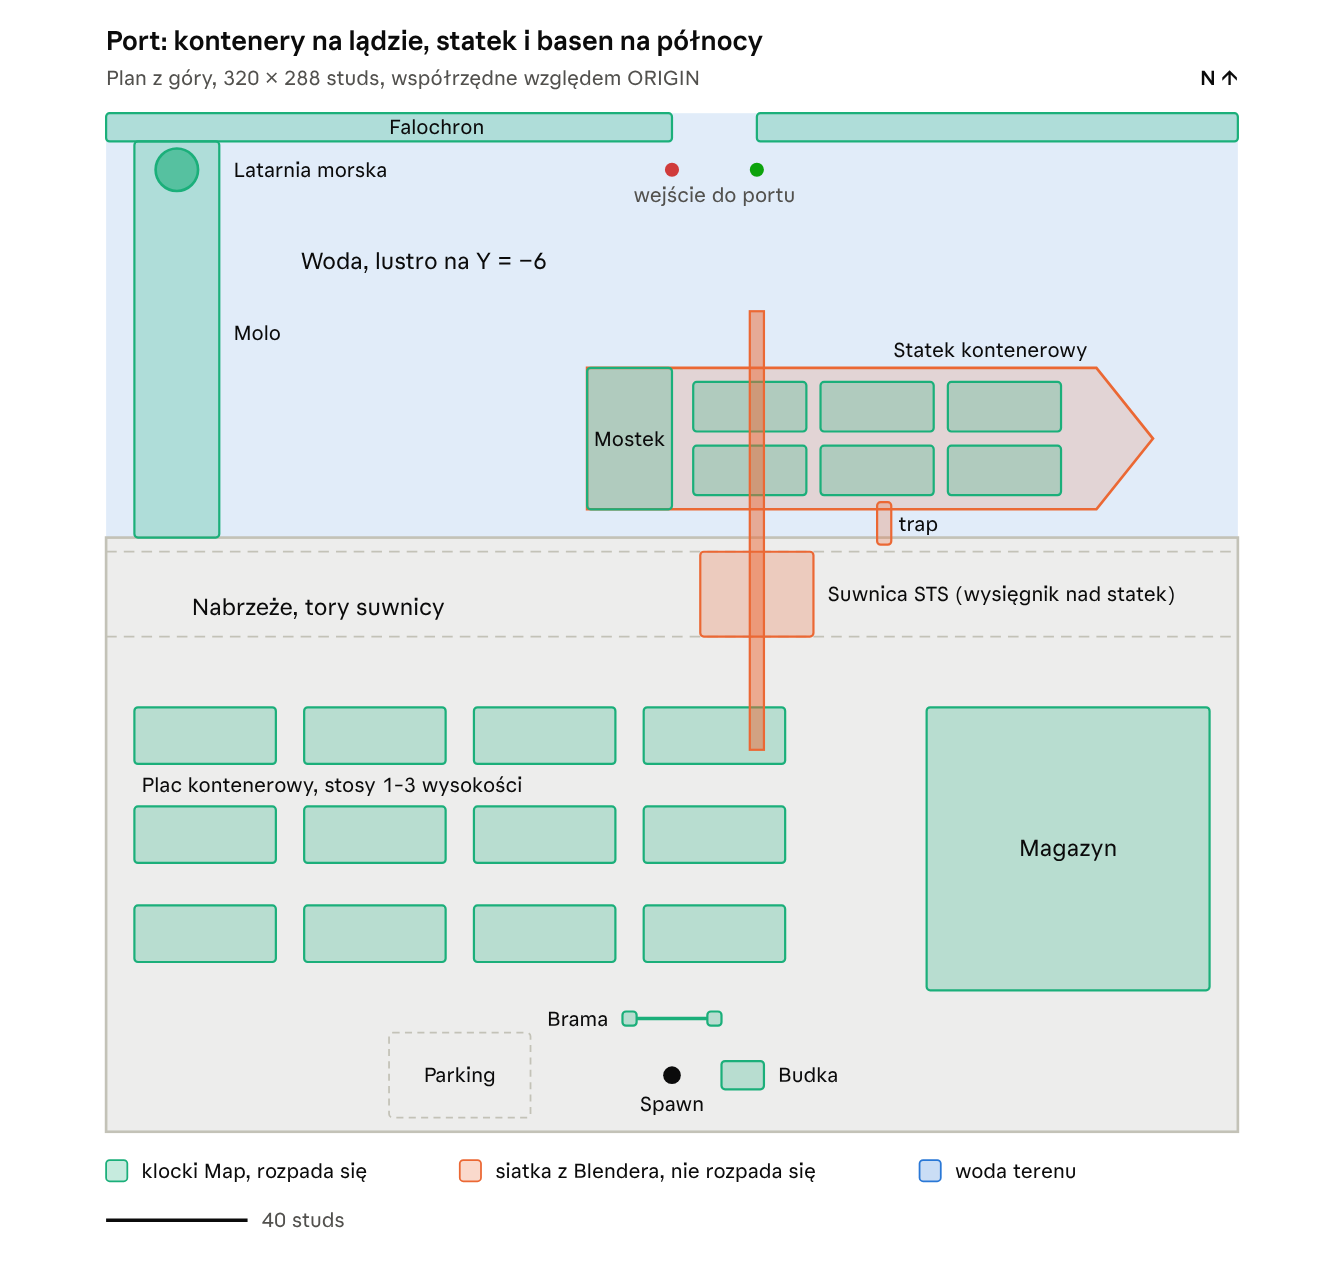 Port: kontenery na lądzie, statek i basen na północy
Plan z góry, 320 × 288 studs, współrzędne względem ORIGIN
N ↑
Falochron
Latarnia morska
wejście do portu
Woda, lustro na Y = −6
Molo
Statek kontenerowy
Mostek
trap
Nabrzeże, tory suwnicy
Suwnica STS (wysięgnik nad statek)
Plac kontenerowy, stosy 1–3 wysokości
Magazyn
Brama
Parking
Budka
Spawn
klocki Map, rozpada się
siatka z Blendera, nie rozpada się
woda terenu
40 studs